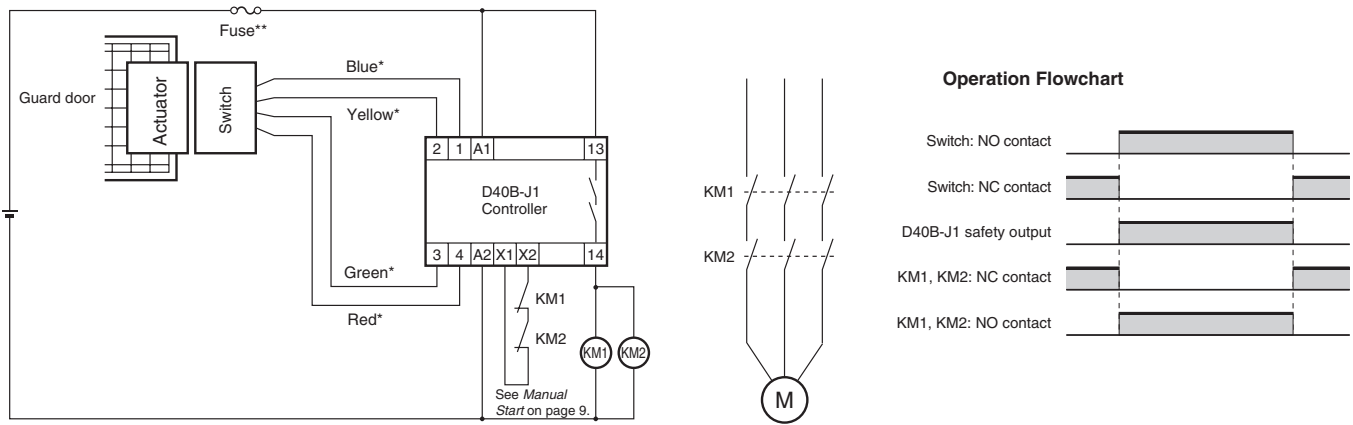 Fuse**
Guard door
Actuator
Switch
Blue*
Yellow*
2 1 A1 13
D40B-J1
Controller
3 4 A2 X1 X2 14
Green*
Red*
KM1
KM2
KM1 KM2
See Manual
Start on page 9.
KM1
KM2
M
Operation Flowchart
Switch: NO contact
Switch: NC contact
D40B-J1 safety output
KM1, KM2: NC contact
KM1, KM2: NO contact